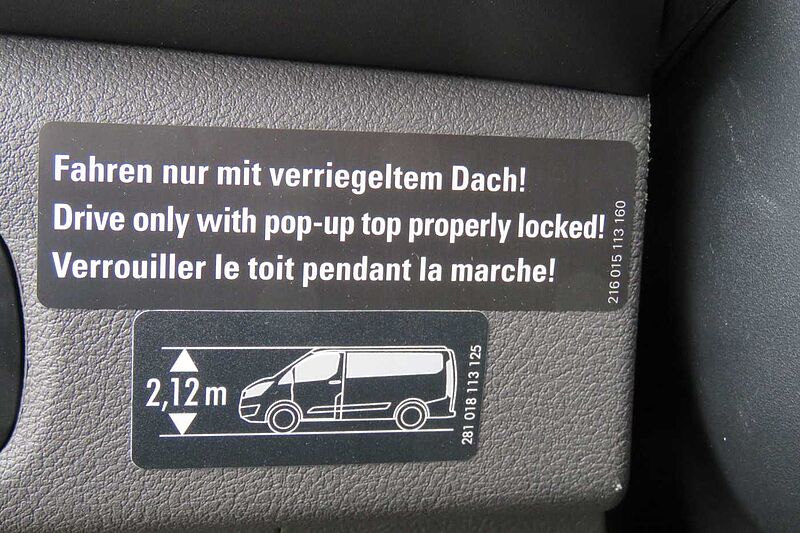 Fahren nur mit verriegeltem Dach!
Drive only with pop-up top properly locked!
Verrouiller le toit pendant la marche!
216 015 113 160
2,12 m
281 018 113 125